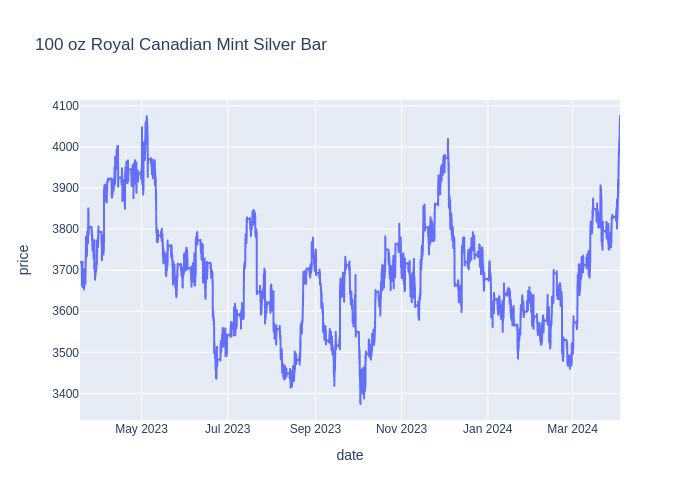 100 oz Royal Canadian Mint Silver Bar
4100
4000
3900
3800
3700
3600
3500
3400
price
May 2023 Jul 2023 Sep 2023 Nov 2023 Jan 2024 Mar 2024
date